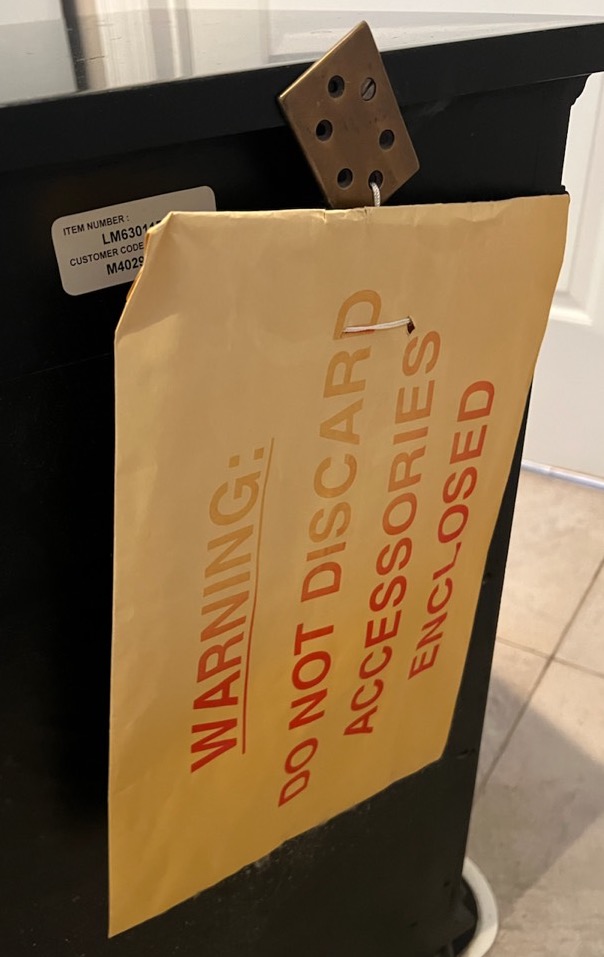 ITEM NUMBER :
CUSTOMER CODE
WARNING:
DO NOT DISCARD
ACCESSORIES
ENCLOSED